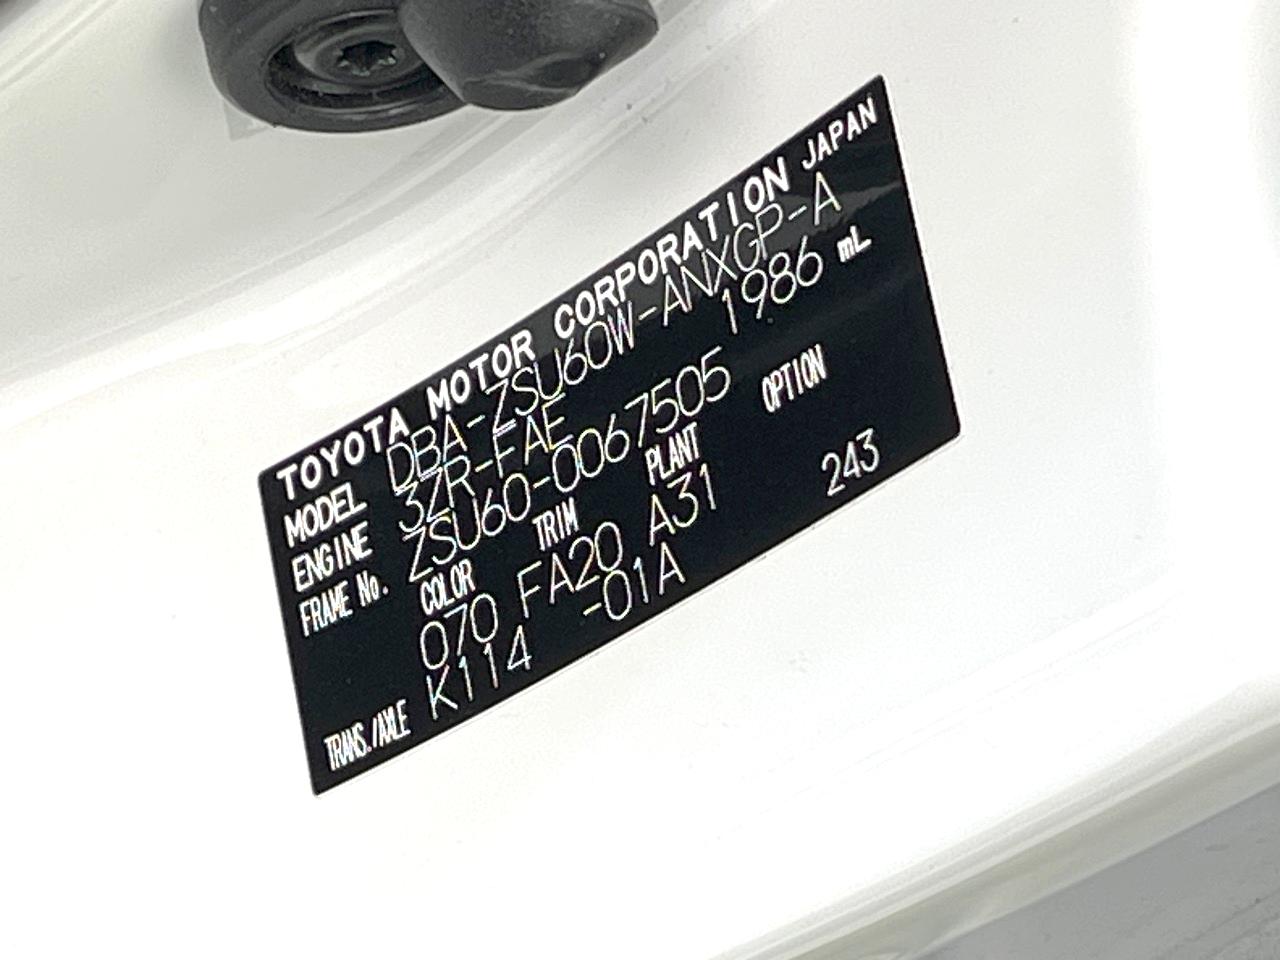 TOYOTA MOTOR CORPORATION JAPAN
MODEL DBA-ZSU60W-ANXGP-A
ENGINE 3ZR-FAE 1986 mL
FRAME No. ZSU60-0067505
COLOR TRIM PLANT OPTION
070 FA20 A31 243
TRANS./AXLE K114 -01A